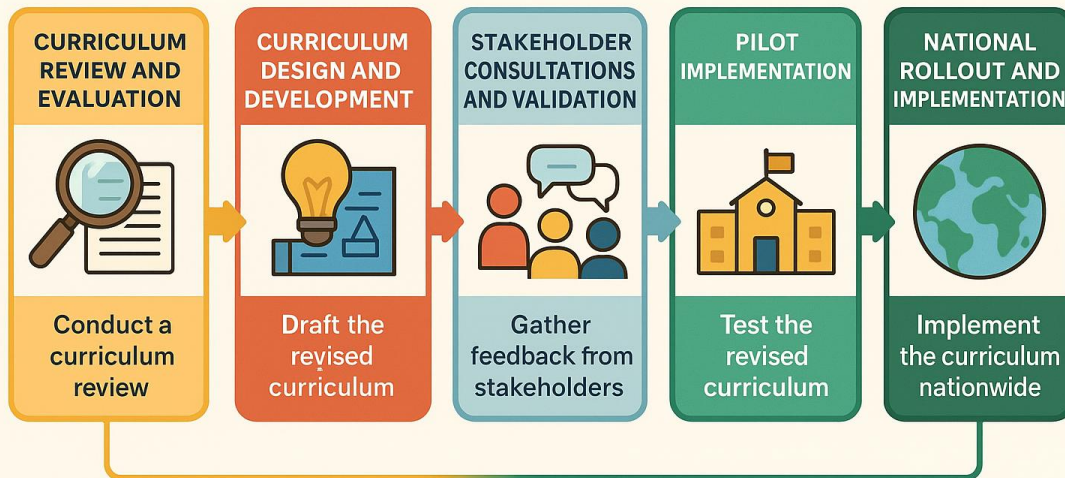 CURRICULUM
REVIEW AND
EVALUATION
Conduct a
curriculum
review
CURRICULUM
DESIGN AND
DEVELOPMENT
Draft the
revised
curriculum
STAKEHOLDER
CONSULTATIONS
AND VALIDATION
Gather
feedback from
stakeholders
PILOT
IMPLEMENTATION
Test the
revised
curriculum
NATIONAL
ROLLOUT AND
IMPLEMENTATION
Implement
the curriculum
nationwide